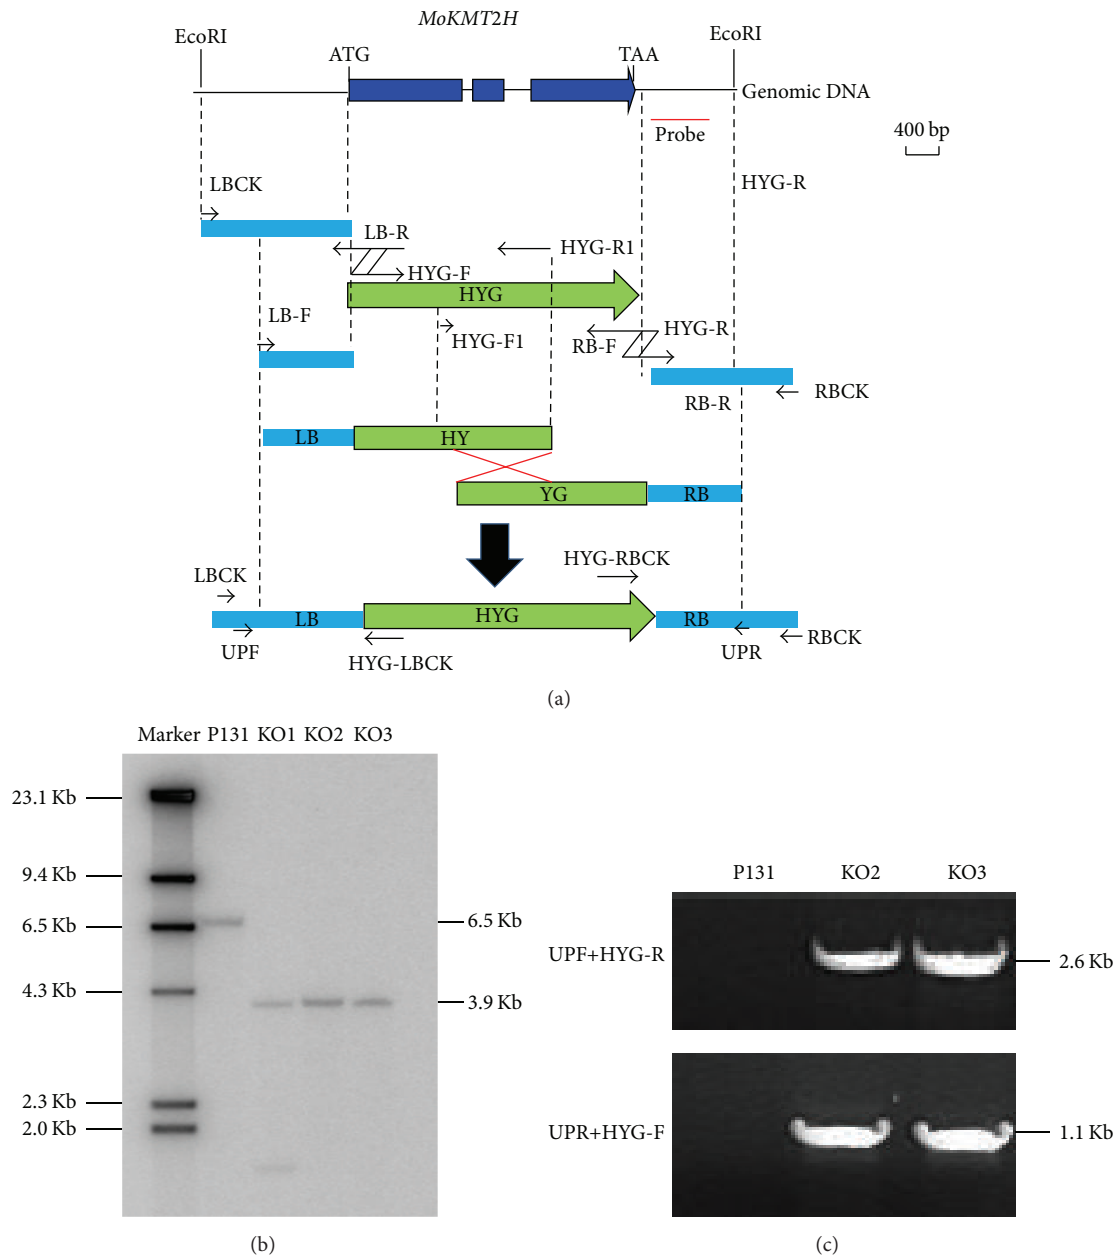 MoKMT2H
EcoRI
ATG
TAA
EcoRI
Genomic DNA
Probe
400 bp
HYG-R
LBCK
LB-R
HYG-F
HYG-R1
HYG
LB-F
HYG-F1
RB-F
HYG-R
RB-R
RBCK
LB
HY
YG
RB
HYG-RBCK
LBCK
LB
HYG
RB
UPF
HYG-LBCK
UPR
RBCK
(a)
Marker P131 KO1 KO2 KO3
23.1 Kb
9.4 Kb
6.5 Kb
6.5 Kb
4.3 Kb
3.9 Kb
2.3 Kb
2.0 Kb
(b)
P131 KO2 KO3
UPF+HYG-R
2.6 Kb
UPR+HYG-F
1.1 Kb
(c)